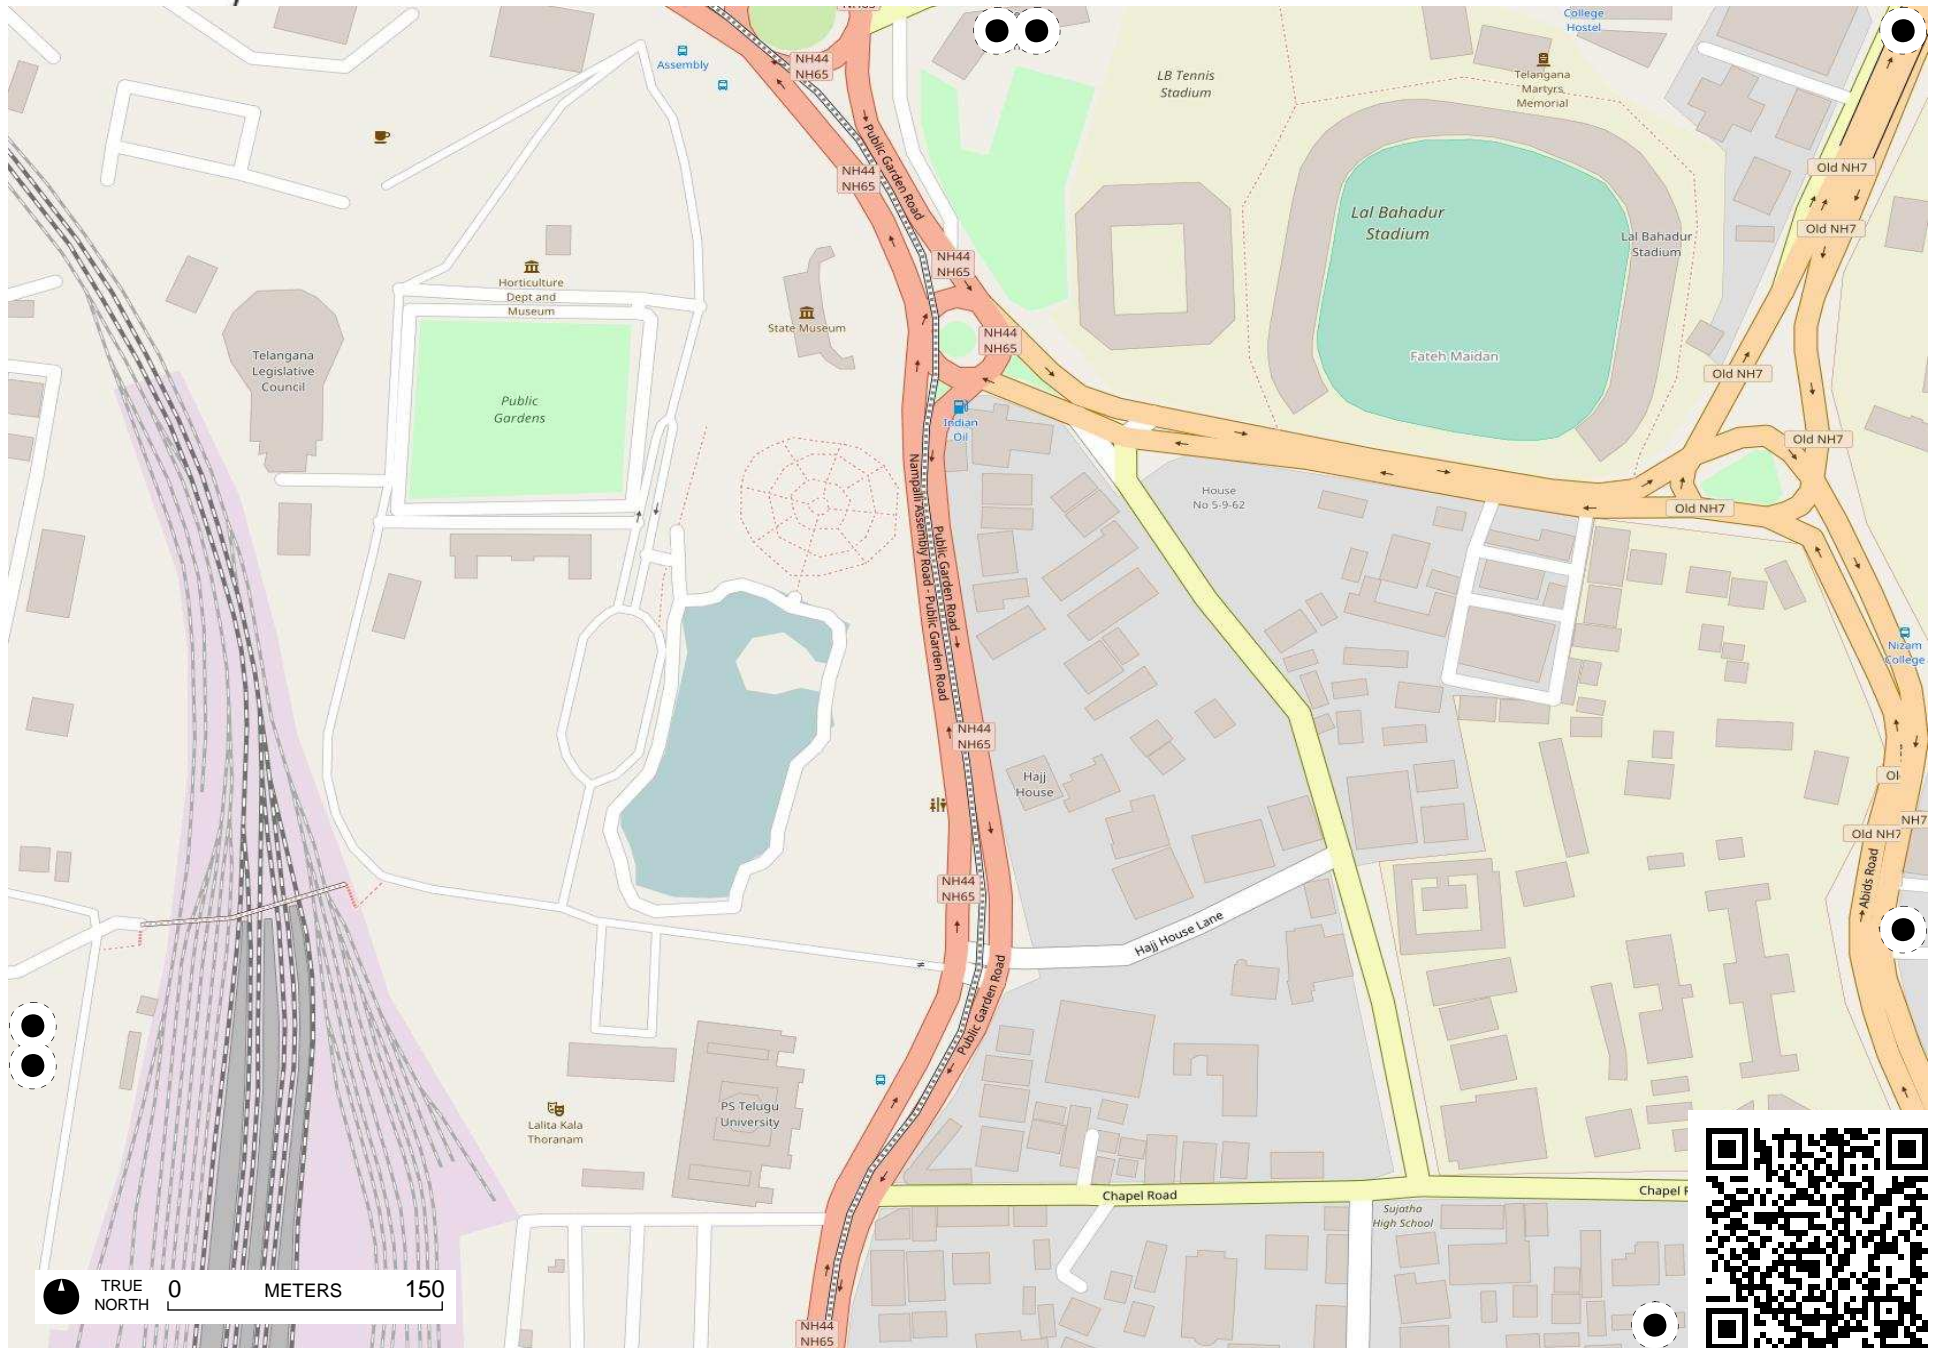 College
Hostel
NH44
NH65
Assembly
LB Tennis
Stadium
Telangana
Martyrs
Memorial
Public Garden Road
NH44
NH65
Old NH7
Lal Bahadur
Stadium
Lal Bahadur
Stadium
Old NH7
NH44
NH65
Horticulture
Dept and
Museum
State Museum
NH44
NH65
Telangana
Legislative
Council
Fateh Maidan
Old NH7
Public
Gardens
Indian
Oil
Old NH7
House
No 5-9-62
Old NH7
Nampalli Assembly Road - Public Garden Road
Public Garden Road
Nizam
College
NH44
NH65
Hajj
House
Ol
NH7
Old NH7
Abids Road
NH44
NH65
Hajj House Lane
Public Garden Road
PS Telugu
University
Lalita Kala
Thoranam
Chapel Road
Chapel R
Sujatha
High School
TRUE
NORTH
0 METERS 150
NH44
NH65